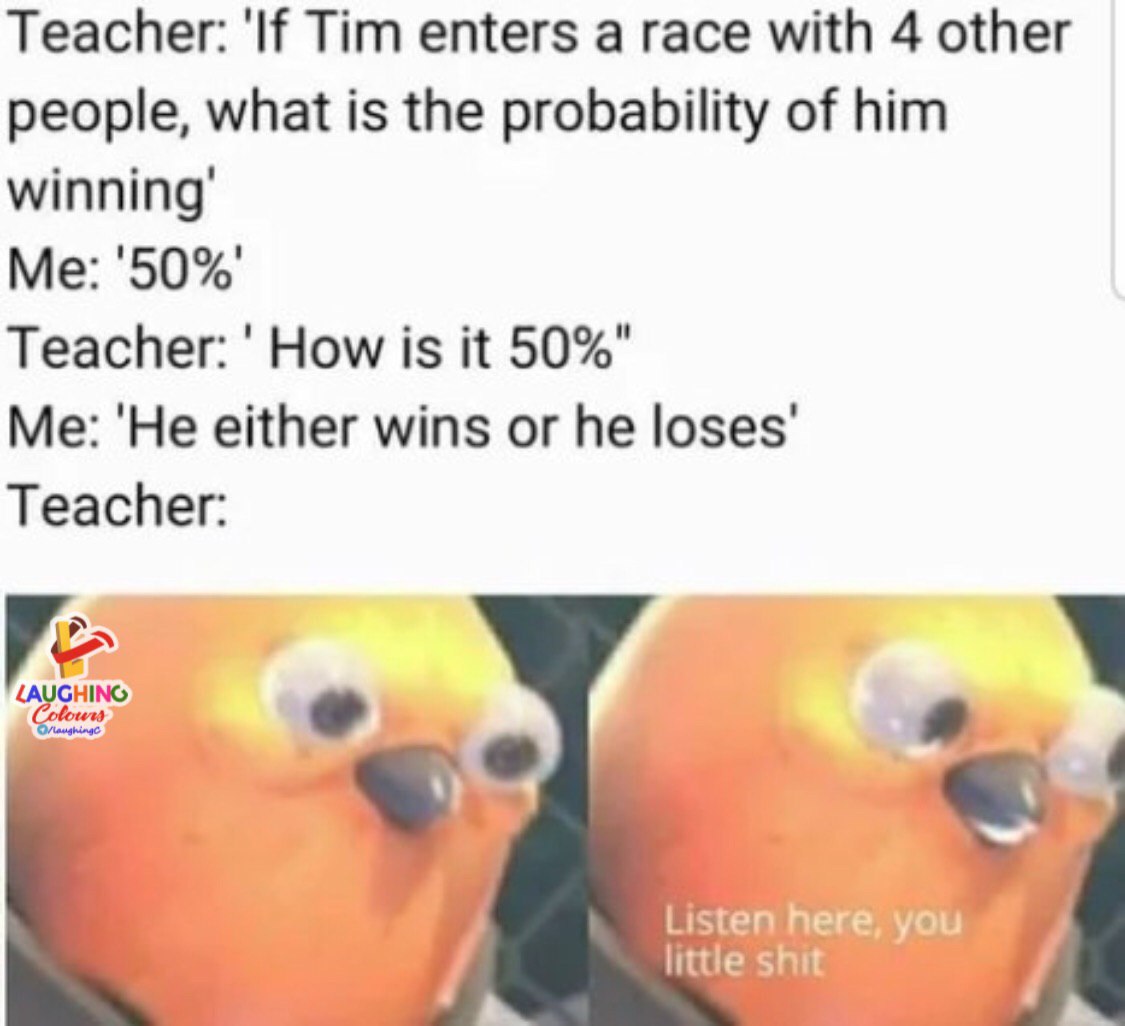 Teacher: 'If Tim enters a race with 4 other
people, what is the probability of him
winning'
Me: '50%'
Teacher: ' How is it 50%"
Me: 'He either wins or he loses'
Teacher:
LAUGHING
Colours
/laughingC
Listen here, you
little shit